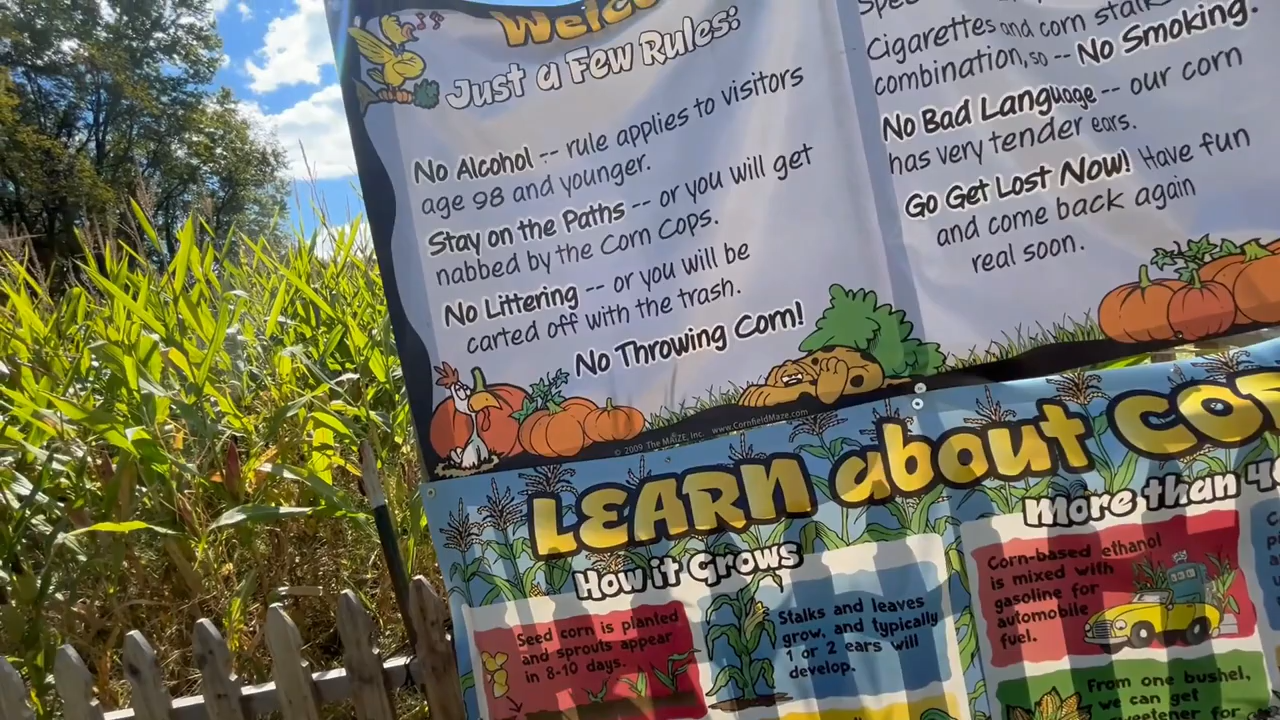 Just a Few Rules:
No Alcohol -- rule applies to visitors
age 98 and younger.
Stay on the Paths -- or you will get
nabbed by the Corn Cops.
No Littering -- or you will be
carted off with the trash.
No Throwing Corn!
Cigarettes and corn
combination, so -- No Smoking.
No Bad Language -- our corn
has very tender ears.
Go Get Lost Now! Have fun
and come back again
real soon.
© 2009 The MAiZE, Inc. www.CornfieldMaze.com
LEARN about
How it Grows
Seed corn is planted
and sprouts appear
in 8-10 days.
Stalks and leaves
grow, and typically
1 or 2 ears will
develop.
more than
Corn-based ethanol
is mixed with
gasoline for
automobile
fuel.
From one bushel,
we can get